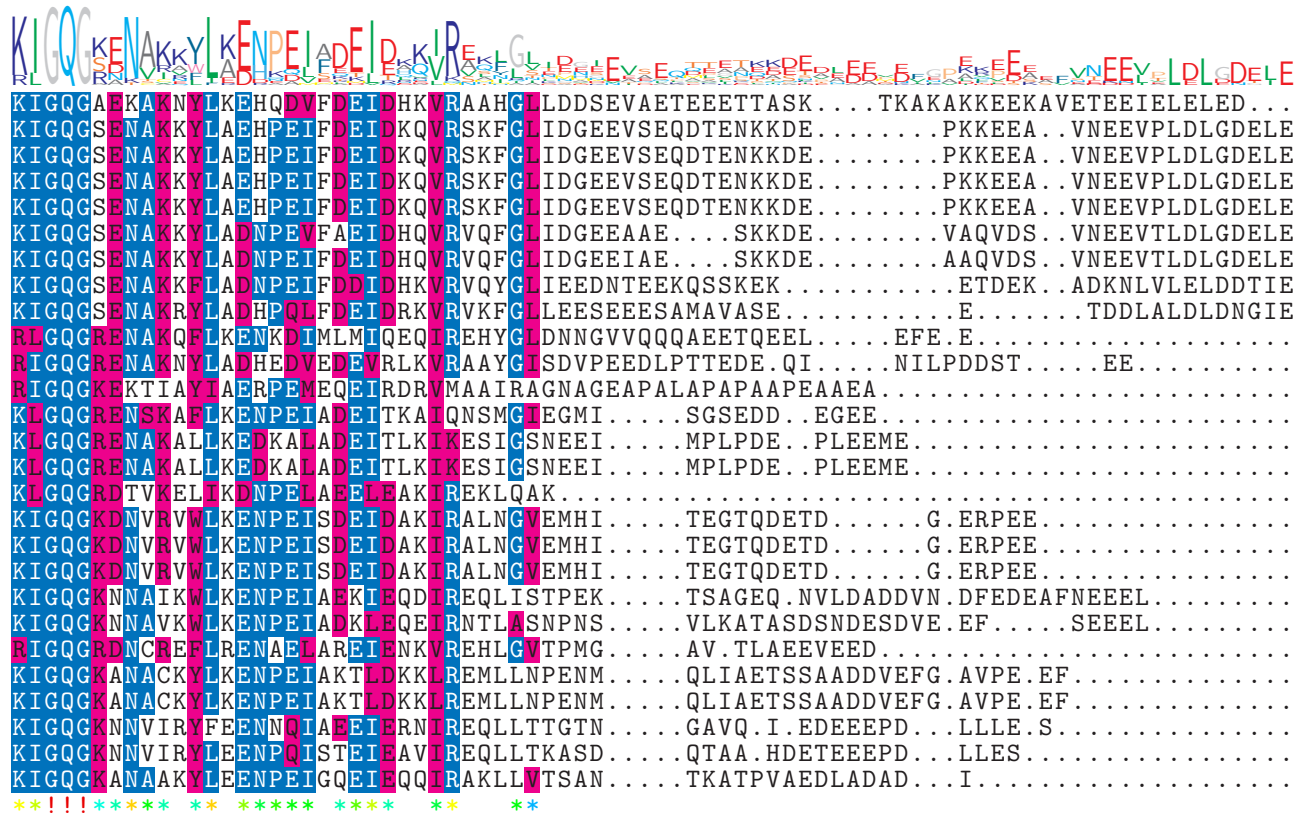 KIGQGAEKAKNYLKEHQDVFDEIDHKVRAAHGLLDDSEVAETEEETTASK....TKAKAKKEEKAVETEEIELELED...
KIGQGSENAKKYLAEHPEIFDEIDKQVRSKFGLIDGEEVSEQDTENKKDE........PKKEEA..VNEEVPLDLGDELE
KIGQGSENAKKYLAEHPEIFDEIDKQVRSKFGLIDGEEVSEQDTENKKDE........PKKEEA..VNEEVPLDLGDELE
KIGQGSENAKKYLAEHPEIFDEIDKQVRSKFGLIDGEEVSEQDTENKKDE........PKKEEA..VNEEVPLDLGDELE
KIGQGSENAKKYLAEHPEIFDEIDKQVRSKFGLIDGEEVSEQDTENKKDE........PKKEEA..VNEEVPLDLGDELE
KIGQGSENAKKYLADNPEVFAEIDHQVRVQFGLIDGEEAAE....SKKDE........VAQVDS..VNEEVTLDLGDELE
KIGQGSENAKKYLADNPEIFDEIDHQVRVQFGLIDGEEIAE....SKKDE........AAQVDS..VNEEVTLDLGDELE
KIGQGSENAKKFLADNPEIFDDIDHKVRVQYGLIEEDNTEEKQSSKEK..........ETDEK..ADKNLVLELDDTIE
KIGQGSENAKRYLADHPQLFDEIDRKVRVKFGLLEESEEESAMAVASE..........E.......TDDLALDLDNGIE
RLGQGRENAKQFLKENKDIMLMIQEQIREHYGLDNNGVVQQQAEETQEEL.....EFE.E...................
RIGQGRENAKNYLADHEDVEDEVRLKVRAAYGISDVPEEDLPTTEDE.QI.....NILPDDST.....EE..........
RIGQGKEKTIAYIAERPEMEQEIRDRVMAAIRAGNAGEAPALAPAPAAPEAAEA..........................
KLGQGRENSKAFLKENPEIADEITKAIQNSMGIEGMI.....SGSEDD..EGEE..........................
KLGQGRENAKALLKEDKALADEITLKIKESIGSNEEI.....MPLPDE..PLEEME........................
KLGQGRENAKALLKEDKALADEITLKIKESIGSNEEI.....MPLPDE..PLEEME........................
KLGQGRDTVKELIKDNPELAEELEAKIREKLQAK..............................................
KIGQGKDNVRVWLKENPEISDEIDAKIRALNGVEMHI.....TEGTQDETD......G.ERPEE................
KIGQGKDNVRVWLKENPEISDEIDAKIRALNGVEMHI.....TEGTQDETD......G.ERPEE................
KIGQGKDNVRVWLKENPEISDEIDAKIRALNGVEMHI.....TEGTQDETD......G.ERPEE................
KIGQGKNNAIKWLKENPEIAEKIEQDIREQLISTPEK.....TSAGEQ.NVLDADDVN.DFEDEAFNEEEL.........
KIGQGKNNAVKWLKENPEIADKLEQEIRNTLASNPNS.....VLKATASDSNDESDVE.EF.....SEEEL.........
RIGQGRDNCREFLRENAELAREIENKVREHLGVTPMG.....AV.TLAEEVEED..........................
KIGQGKANACKYLKENPEIAKTLDKKLREMLLNPENM.....QLIAETSSAADDVEFG.AVPE.EF..............
KIGQGKANACKYLKENPEIAKTLDKKLREMLLNPENM.....QLIAETSSAADDVEFG.AVPE.EF..............
KIGQGKNNVIRYFEENNQIAEEIERNIREQLLTTGTN.....GAVQ.I.EDEEEPD....LLLE.S..............
KIGQGKNNVIRYLEENPQISTEIEAVIREQLLTKASD.....QTAA.HDETEEEPD....LLES................
KIGQGKANAAKYLEENPEIGQEIEQQIRAKLLVTSAN.....TKATPVAEDLADAD....I...................
**!!!***** ** ***** **** ** **